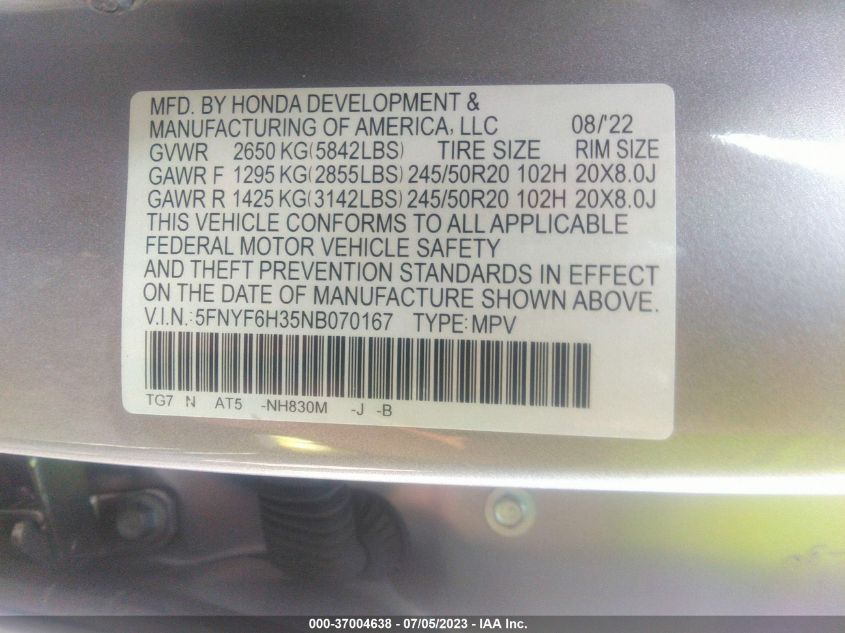 MFD. BY HONDA DEVELOPMENT &
MANUFACTURING OF AMERICA, LLC 08/'22
GVWR 2650 KG(5842LBS) TIRE SIZE RIM SIZE
GAWR F 1295 KG(2855LBS) 245/50R20 102H 20X8.0J
GAWR R 1425 KG(3142LBS) 245/50R20 102H 20X8.0J
THIS VEHICLE CONFORMS TO ALL APPLICABLE
FEDERAL MOTOR VEHICLE SAFETY
AND THEFT PREVENTION STANDARDS IN EFFECT
ON THE DATE OF MANUFACTURE SHOWN ABOVE.
V.I.N.: 5FNYF6H35NB070167 TYPE: MPV
TG7 N AT5 -NH830M -J -B
000-37004638 - 07/05/2023 - IAA Inc.